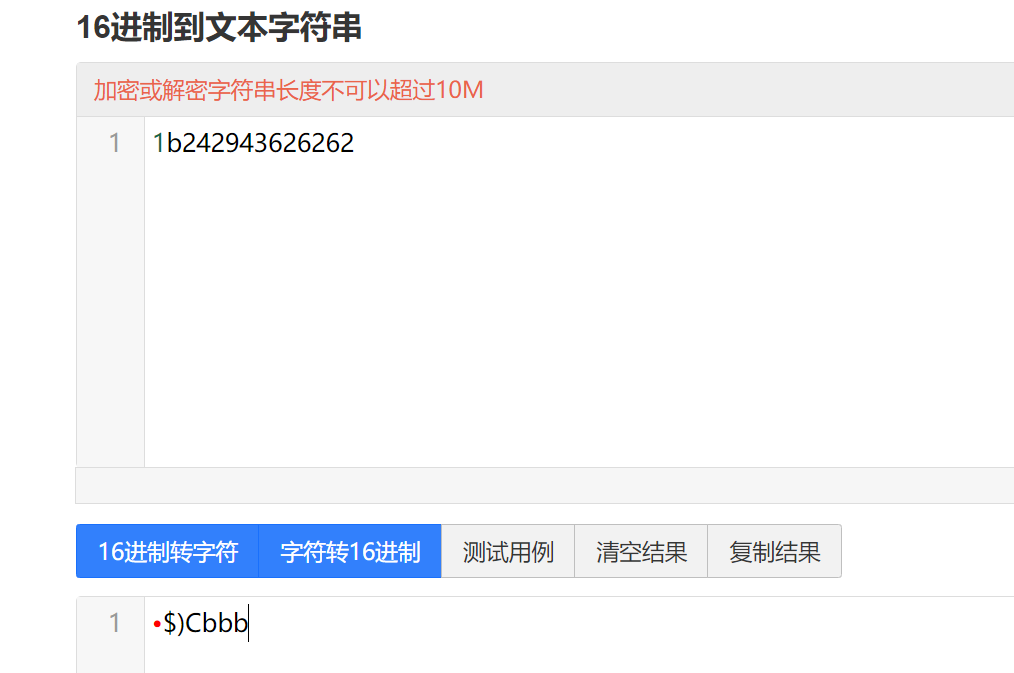 16进制到文本字符串
加密或解密字符串长度不可以超过10M
1 1b242943626262
16进制转字符 字符转16进制 测试用例 清空结果 复制结果
1 •$)Cbbb